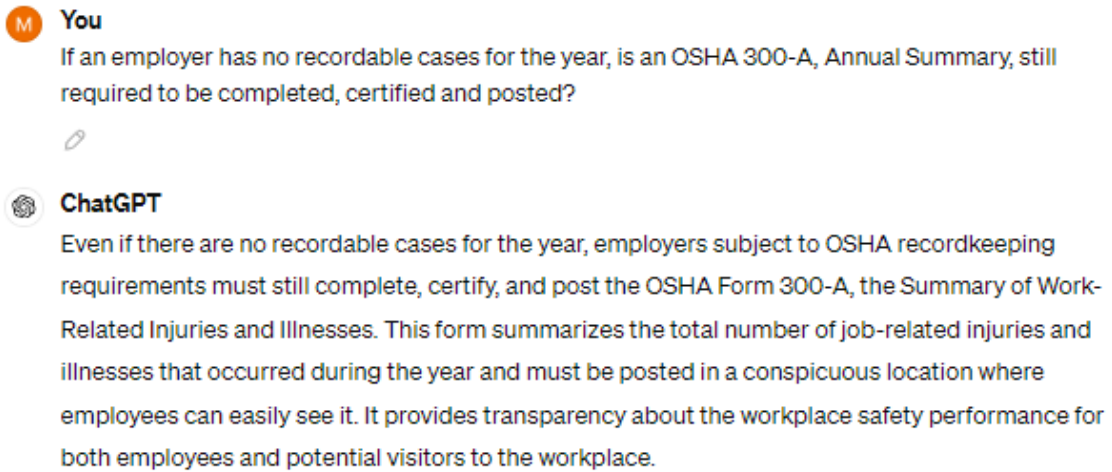 M
You
If an employer has no recordable cases for the year, is an OSHA 300-A, Annual Summary, still
required to be completed, certified and posted?
ChatGPT
Even if there are no recordable cases for the year, employers subject to OSHA recordkeeping
requirements must still complete, certify, and post the OSHA Form 300-A, the Summary of Work-
Related Injuries and Illnesses. This form summarizes the total number of job-related injuries and
illnesses that occurred during the year and must be posted in a conspicuous location where
employees can easily see it. It provides transparency about the workplace safety performance for
both employees and potential visitors to the workplace.